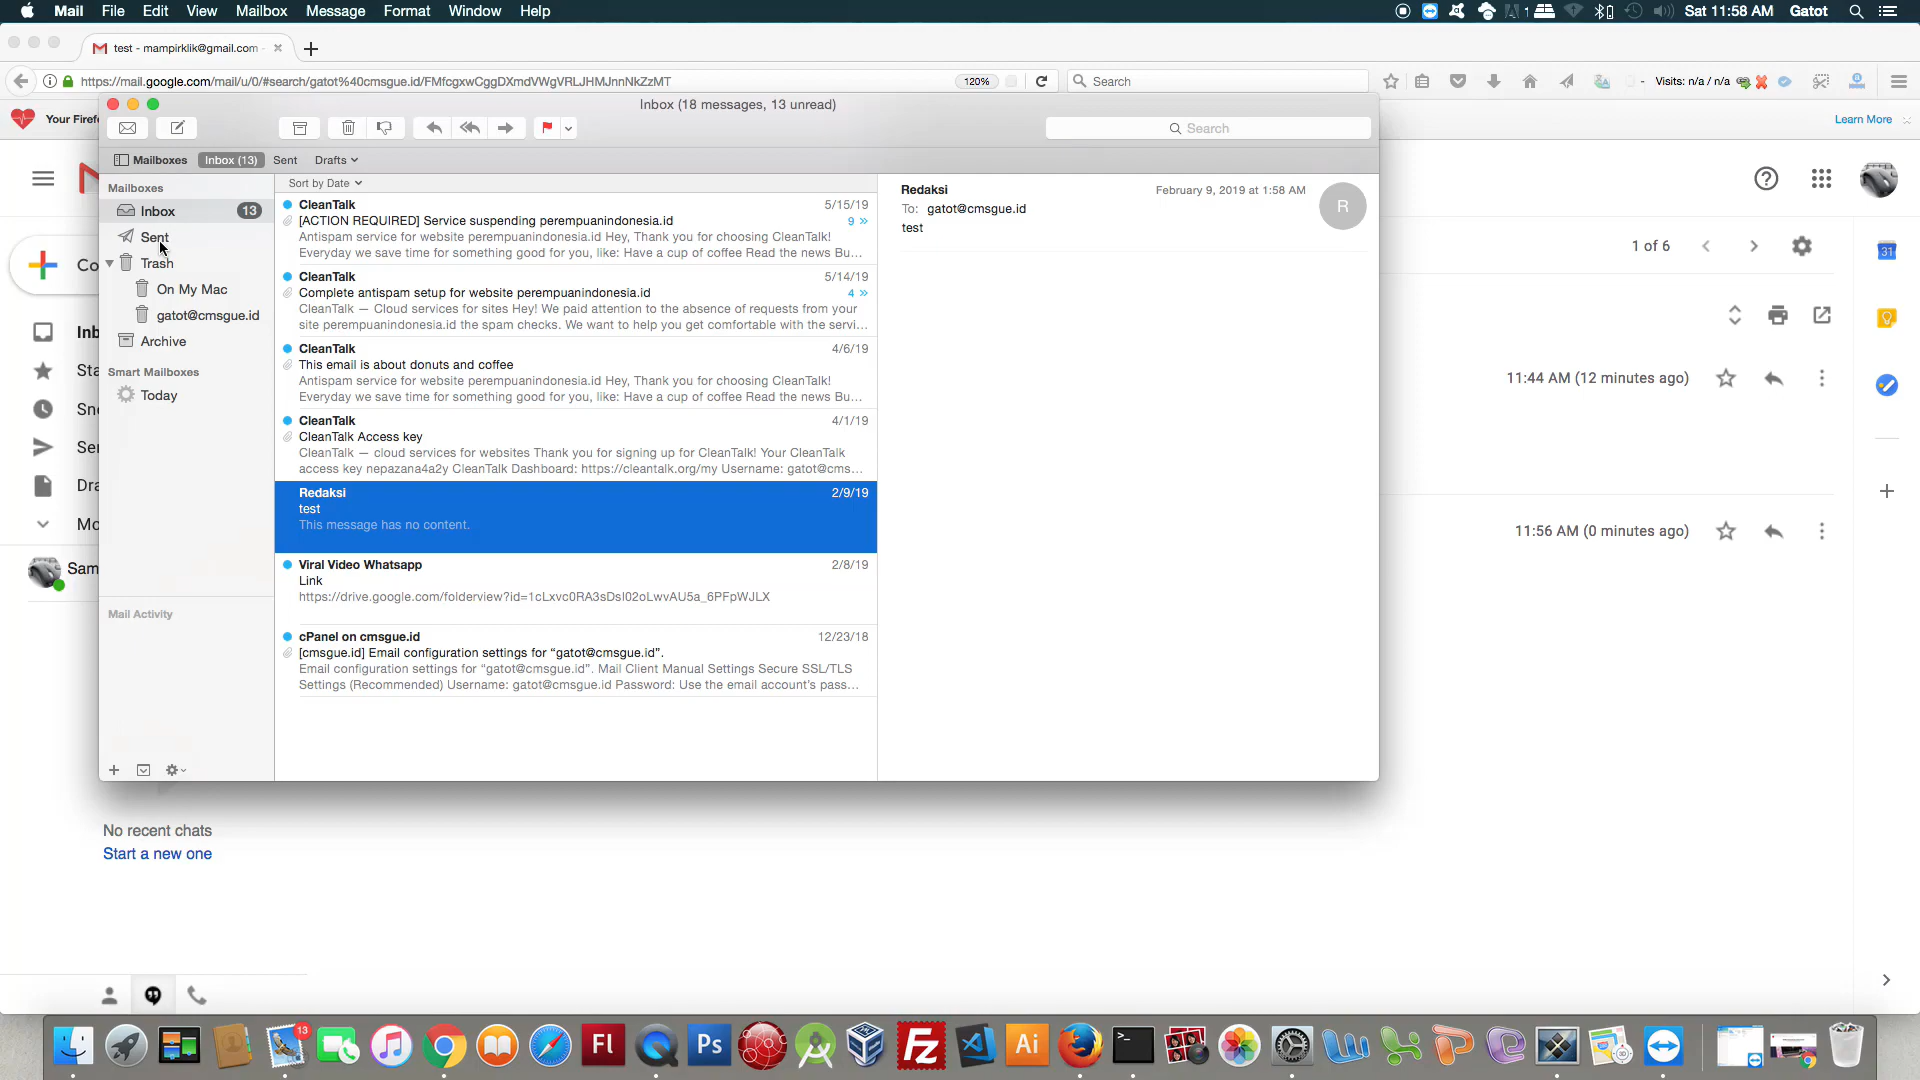 Mail File Edit View Mailbox Message Format Window Help
1
Sat 11:58 AM Gatot
test - mampirklik@gmail.com -
https://mail.google.com/mail/u/0/#search/gatot%40cmsgue.id/FMfcgxwCggDXmdVWgVRLJHMJnnNkZzMT
120%
Search
Visits: n/a / n/a
Your Firef
Learn More
Inbox (18 messages, 13 unread)
Search
Mailboxes Inbox (13) Sent Drafts
Mailboxes
Inbox 13
Sent
Trash
On My Mac
gatot@cmsgue.id
Archive
Smart Mailboxes
Today
Mail Activity
Sort by Date
CleanTalk 5/15/19
[ACTION REQUIRED] Service suspending perempuanindonesia.id 9 »
Antispam service for website perempuanindonesia.id Hey, Thank you for choosing CleanTalk!
Everyday we save time for something good for you, like: Have a cup of coffee Read the news Bu...
CleanTalk 5/14/19
Complete antispam setup for website perempuanindonesia.id 4 »
CleanTalk — Cloud services for sites Hey! We paid attention to the absence of requests from your
site perempuanindonesia.id the spam checks. We want to help you get comfortable with the servi...
CleanTalk 4/6/19
This email is about donuts and coffee
Antispam service for website perempuanindonesia.id Hey, Thank you for choosing CleanTalk!
Everyday we save time for something good for you, like: Have a cup of coffee Read the news Bu...
CleanTalk 4/1/19
CleanTalk Access key
CleanTalk — cloud services for websites Thank you for signing up for CleanTalk! Your CleanTalk
access key nepazana4a2y CleanTalk Dashboard: https://cleantalk.org/my Username: gatot@cms...
Redaksi 2/9/19
test
This message has no content.
Viral Video Whatsapp 2/8/19
Link
https://drive.google.com/folderview?id=1cLxvc0RA3sDsI02oLwvAU5a_6PFpWJLX
cPanel on cmsgue.id 12/23/18
[cmsgue.id] Email configuration settings for “gatot@cmsgue.id”.
Email configuration settings for “gatot@cmsgue.id”. Mail Client Manual Settings Secure SSL/TLS
Settings (Recommended) Username: gatot@cmsgue.id Password: Use the email account's pass...
Redaksi February 9, 2019 at 1:58 AM
R
To: gatot@cmsgue.id
test
Co
Inb
Sta
Sno
Ser
Dra
Mo
Sam
1 of 6
31
11:44 AM (12 minutes ago)
11:56 AM (0 minutes ago)
No recent chats
Start a new one
13
Fl
Ps
Fz
Ai